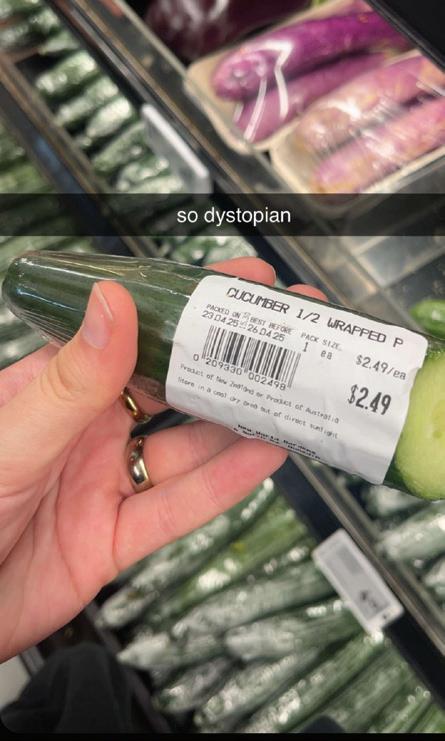 so dystopian
CUCUMBER 1/2 WRAPPED P
PACKED ON BEST BEFORE PACK SIZE
23.04.25 26.04.25 1 ea $2.49/ea
0 209330 002498
$2.49
Product of New Zealand or Product of Australia
Store in a cool dry area out of direct sunlight
New World